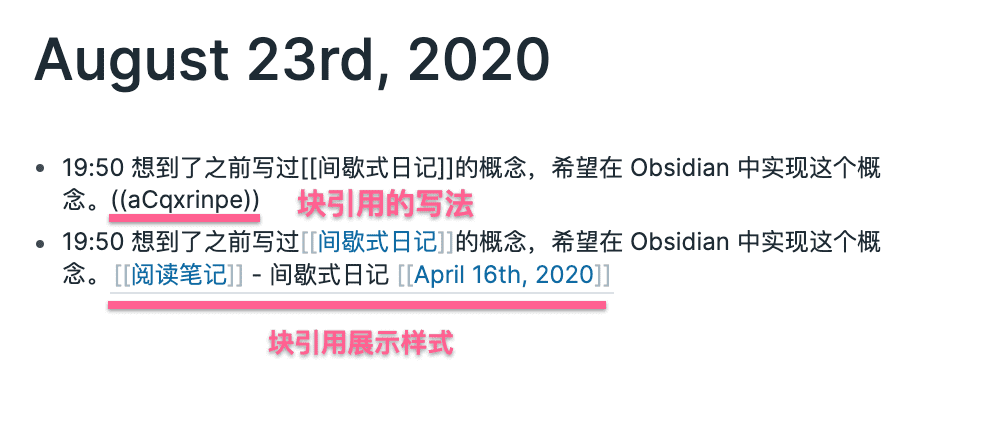 August 23rd, 2020
19:50 想到了之前写过[[间歇式日记]]的概念，希望在 Obsidian 中实现这个概
念。((aCqxrinpe)) 块引用的写法
19:50 想到了之前写过[[间歇式日记]]的概念，希望在 Obsidian 中实现这个概
念。[[阅读笔记]] - 间歇式日记 [[April 16th, 2020]]
块引用展示样式